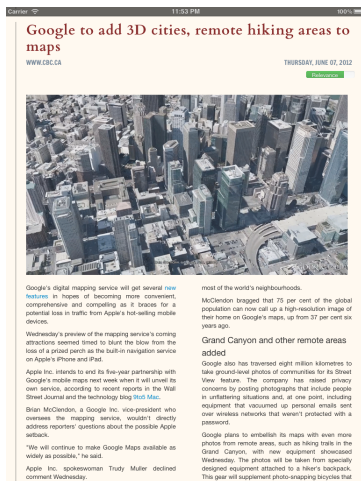 Carrier
11:53 PM
100%
Google to add 3D cities, remote hiking areas to
maps
WWW.CBC.CA
THURSDAY, JUNE 07, 2012
Relevance
Google's digital mapping service will get several new
features in hopes of becoming more convenient,
comprehensive and compelling as it braces for a
potential loss in traffic from Apple's hot-selling mobile
devices.
Wednesday's preview of the mapping service's coming
attractions seemed timed to blunt the blow from the
loss of a prized perch as the built-in navigation service
on Apple's iPhone and iPad.
Apple Inc. intends to end its five-year partnership with
Google's mobile maps next week when it will unveil its
own service, according to recent reports in the Wall
Street Journal and the technology blog 9to5 Mac.
Brian McClendon, a Google Inc. vice-president who
oversees the mapping service, wouldn't directly
address reporters' questions about the possible Apple
setback.
"We will continue to make Google Maps available as
widely as possible," he said.
Apple Inc. spokeswoman Trudy Muller declined
comment Wednesday.
most of the world's neighbourhoods.
McClendon bragged that 75 per cent of the global
population can now call up a high-resolution image of
their home on Google's maps, up from 37 per cent six
years ago.
Grand Canyon and other remote areas
added
Google also has traversed eight million kilometres to
take ground-level photos of communities for its Street
View feature. The company has raised privacy
concerns by posting photographs that include people
in unflattering situations and, at one point, including
equipment that vacuumed up personal emails sent
over wireless networks that weren't protected with a
password.
Google plans to embellish its maps with even more
photos from remote areas, such as hiking trails in the
Grand Canyon, with new equipment showcased
Wednesday. The photos will be taken from specially
designed equipment attached to a hiker's backpack.
This gear will supplement photo-snapping bicycles that